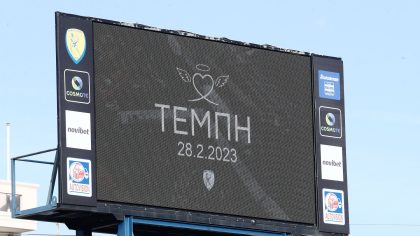 ΤΕΜΠΗ
28.2.2023
COSMOTE
novibet
COSMOTE
novibet